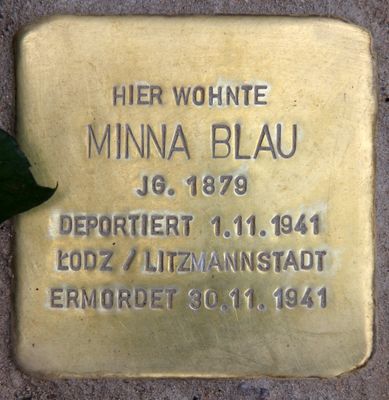 HIER WOHNTE
MINNA BLAU
JG. 1879
DEPORTIERT 1.11.1941
ŁODZ / LITZMANNSTADT
ERMORDET 30.11.1941